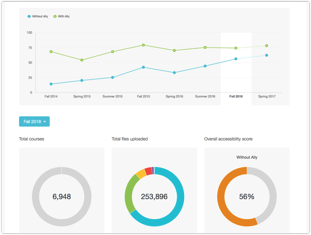 Without Ally With Ally
100
75
50
25
0
Fall 2014 Spring 2015 Summer 2015 Fall 2015 Spring 2016 Summer 2016 Fall 2016 Spring 2017
Fall 2016
Total courses Total files uploaded Overall accessibility score
Without Ally
6,948 253,896 56%